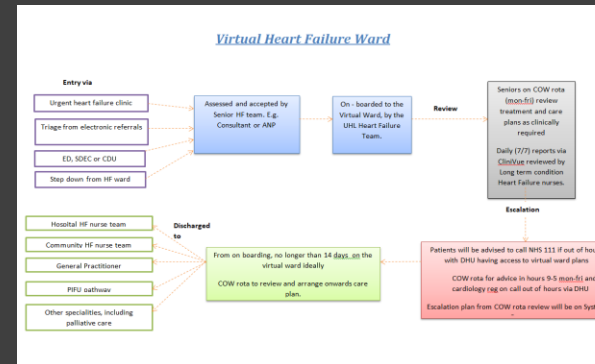 Virtual Heart Failure Ward
Entry via
Urgent heart failure clinic
Triage from electronic referrals
ED, SDEC or CDU
Step down from HF ward
Assessed and accepted by
Senior HF team. E.g.
Consultant or ANP
On - boarded to the
Virtual Ward, by the
UHL Heart Failure
Team.
Review
Seniors on COW rota
(mon-fri) review
treatment and care
plans as clinically
required
Daily (7/7) reports via
CliniVue reviewed by
Long term condition
Heart Failure nurses.
Escalation
Patients will be advised to call NHS 111 if out of hou
with DHU having access to virtual ward plans
COW rota for advice in hours 9-5 mon-fri and
cardiology reg on call out of hours via DHU
Escalation plan from COW rota review will be on Syst
From on boarding, no longer than 14 days on the
virtual ward ideally
COW rota to review and arrange onwards care
plan.
Discharged
to
Hospital HF nurse team
Community HF nurse team
General Practitioner
PIFU pathway
Other specialities, including
palliative care